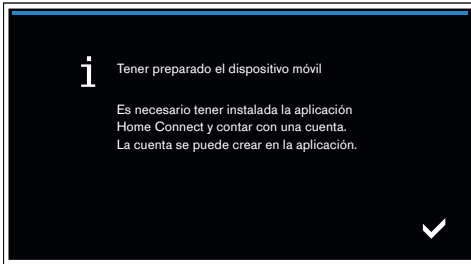 Tener preparado el dispositivo móvil
Es necesario tener instalada la aplicación
Home Connect y contar con una cuenta.
La cuenta se puede crear en la aplicación.